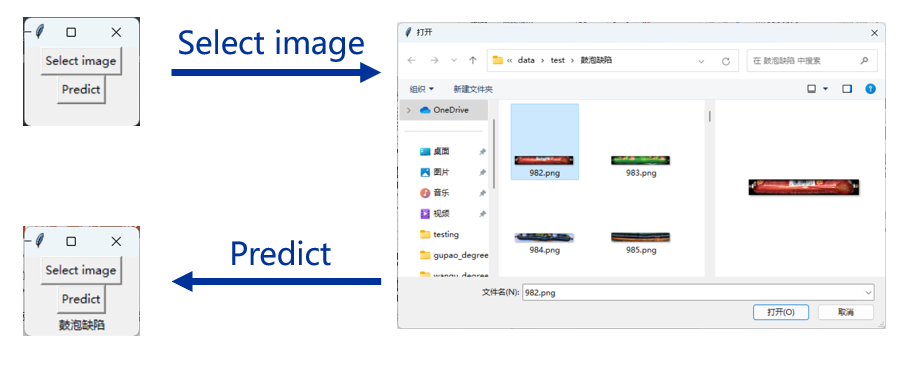 Select image
Predict
Select image
打开
« data › test › 鼓泡缺陷
在 鼓泡缺陷 中搜索
组织
新建文件夹
OneDrive
桌面
图片
音乐
视频
testing
gupao_degree
wangu_degree
982.png
983.png
984.png
985.png
文件名(N):
982.png
打开(O)
取消
Predict
Select image
Predict
鼓泡缺陷